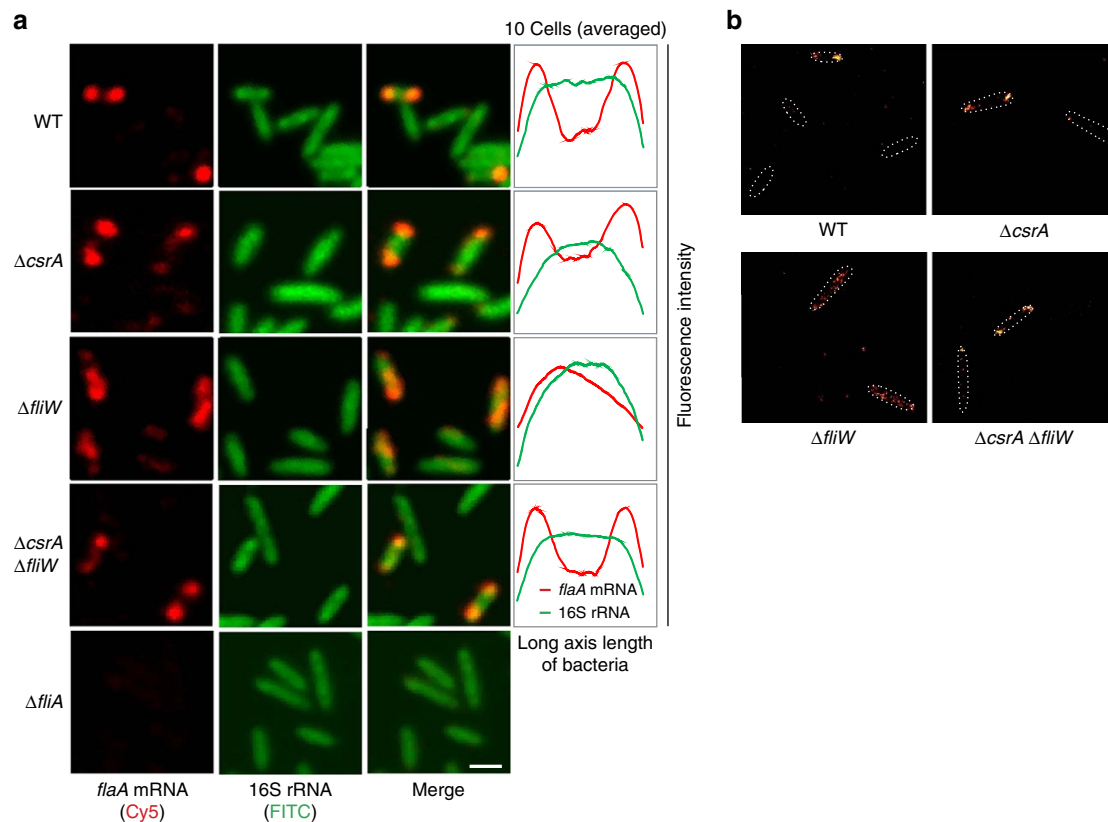 a
10 Cells (averaged)
WT
ΔcsrA
ΔfliW
ΔcsrA
ΔfliW
ΔfliA
flaA mRNA
16S rRNA
Fluorescence intensity
Long axis length
of bacteria
flaA mRNA
(Cy5)
16S rRNA
(FITC)
Merge
b
WT
ΔcsrA
ΔfliW
ΔcsrA ΔfliW